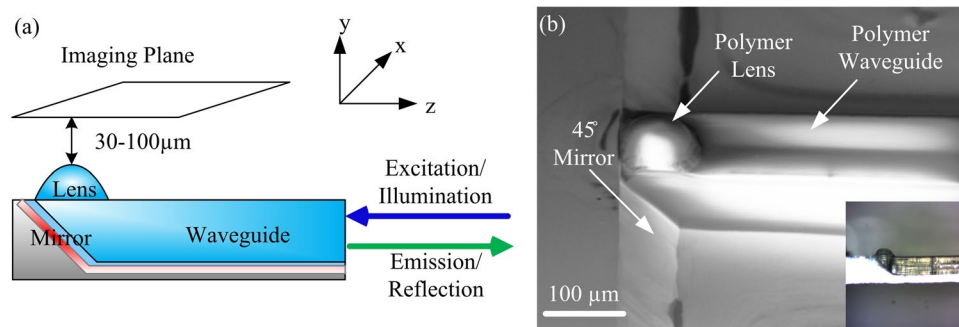 (a)
Imaging Plane
y
x
z
30-100µm
Lens
Mirror
Waveguide
Excitation/
Illumination
Emission/
Reflection
(b)
Polymer
Lens
Polymer
Waveguide
45°
Mirror
100 µm